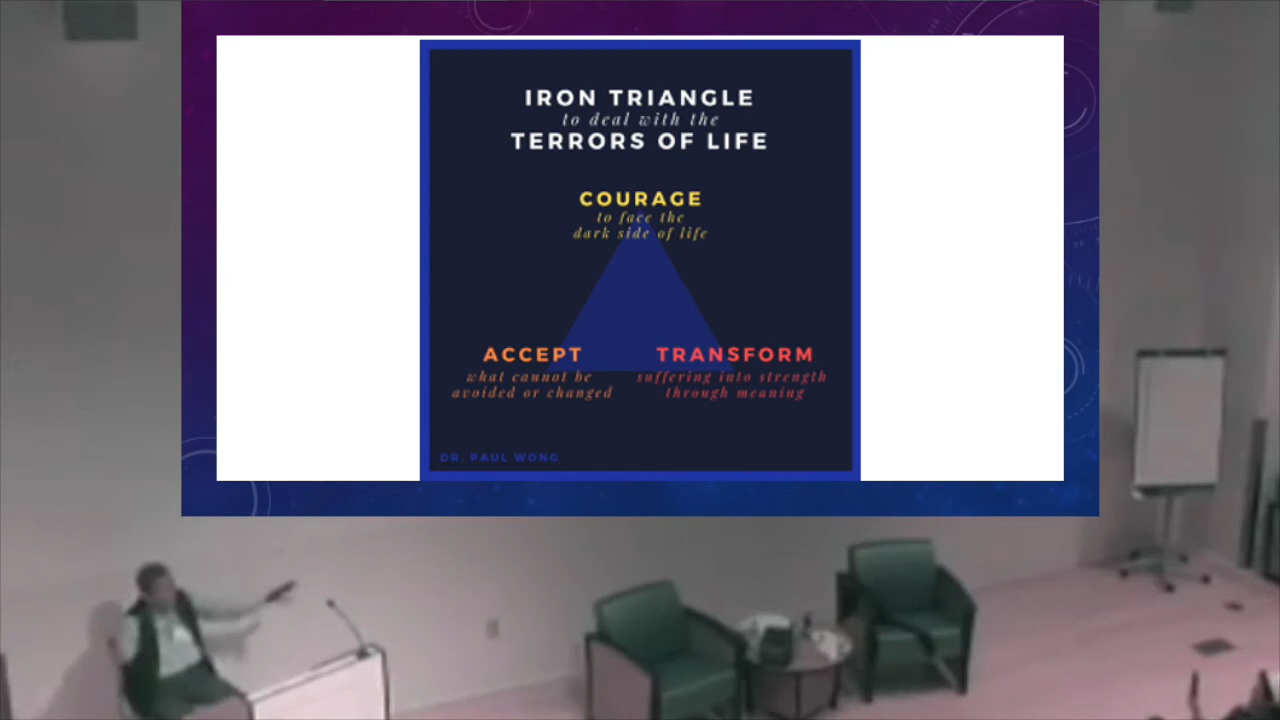 IRON TRIANGLE
to deal with the
TERRORS OF LIFE
COURAGE
to face the
dark side of life
ACCEPT
what cannot be
avoided or changed
TRANSFORM
suffering into strength
through meaning
DR. PAUL WONG